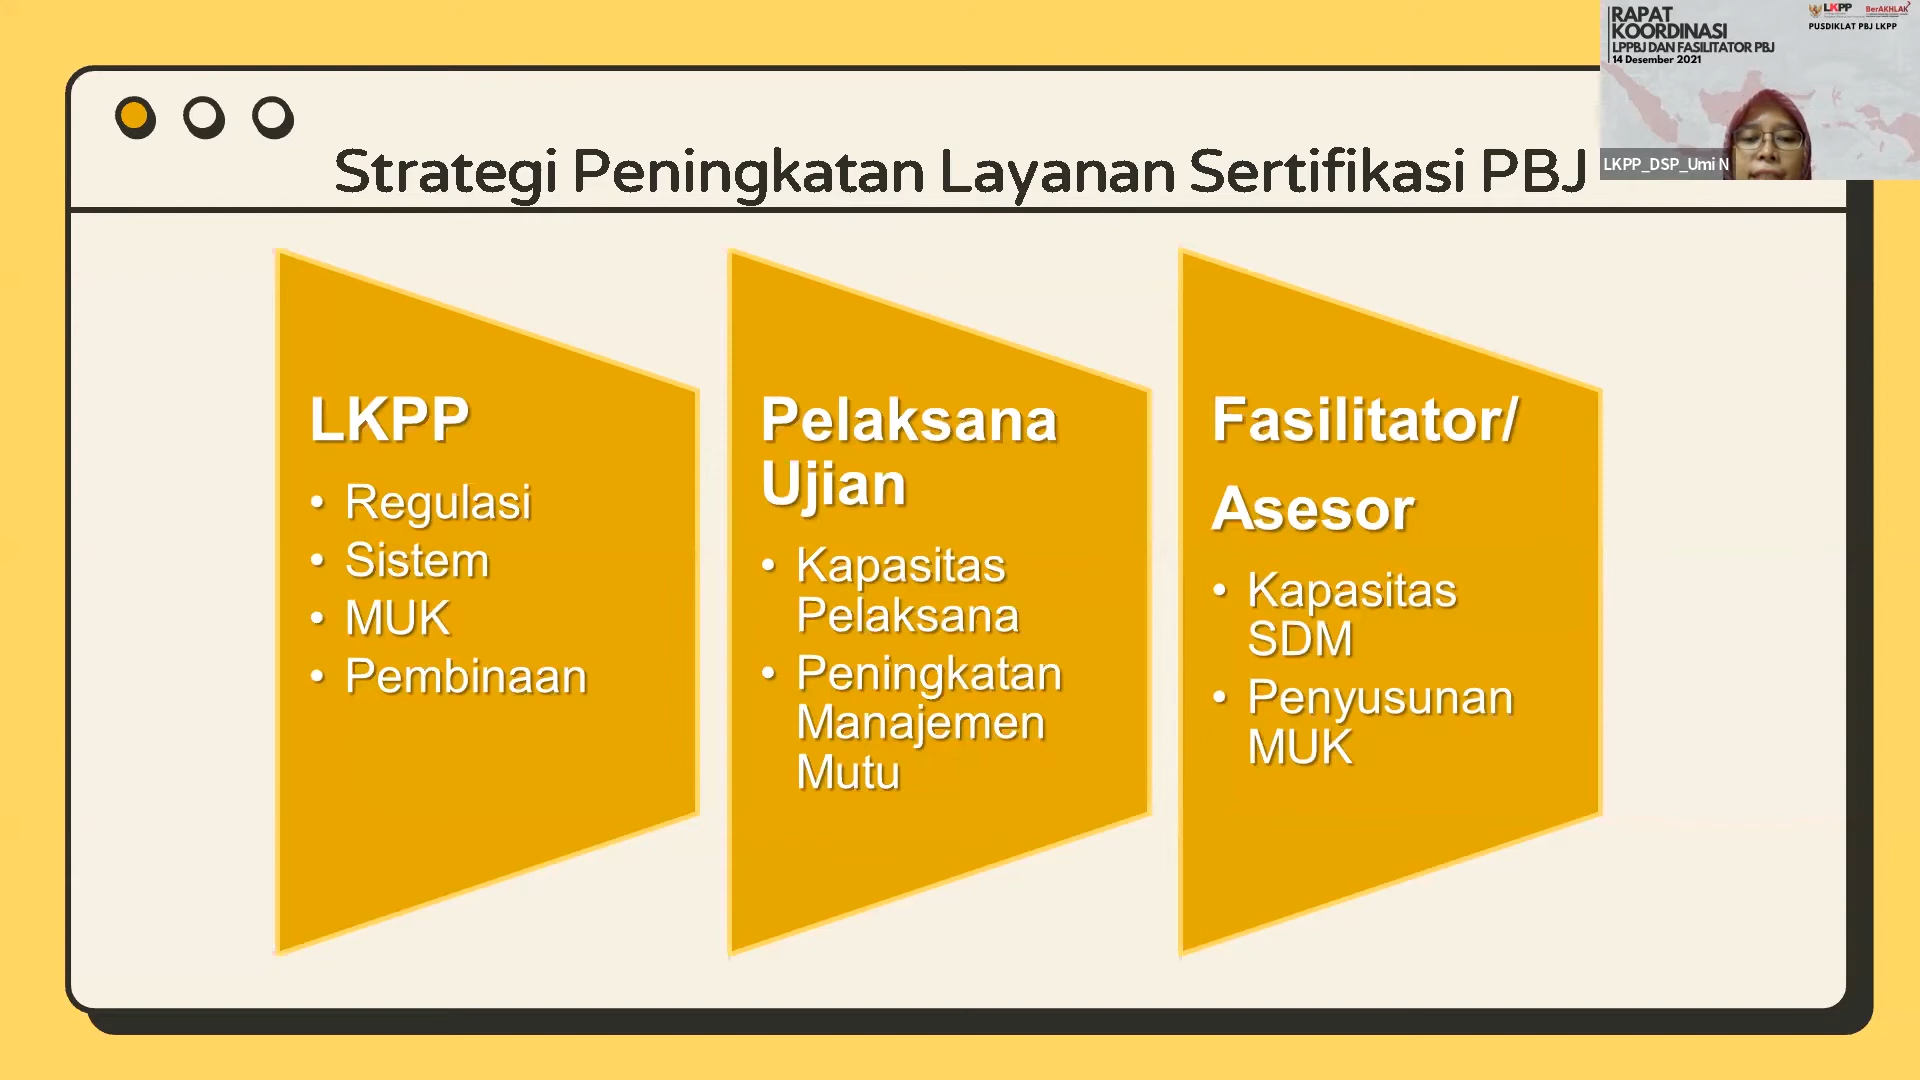 RAPAT
KOORDINASI
LPPBJ DAN FASILITATOR PBJ
14 Desember 2021
LKPP
BerAKHLAK
PUSDIKLAT PBJ LKPP
LKPP_DSP_Umi N
Strategi Peningkatan Layanan Sertifikasi PBJ
LKPP
• Regulasi
• Sistem
• MUK
• Pembinaan
Pelaksana
Ujian
• Kapasitas
Pelaksana
• Peningkatan
Manajemen
Mutu
Fasilitator/
Asesor
• Kapasitas
SDM
• Penyusunan
MUK